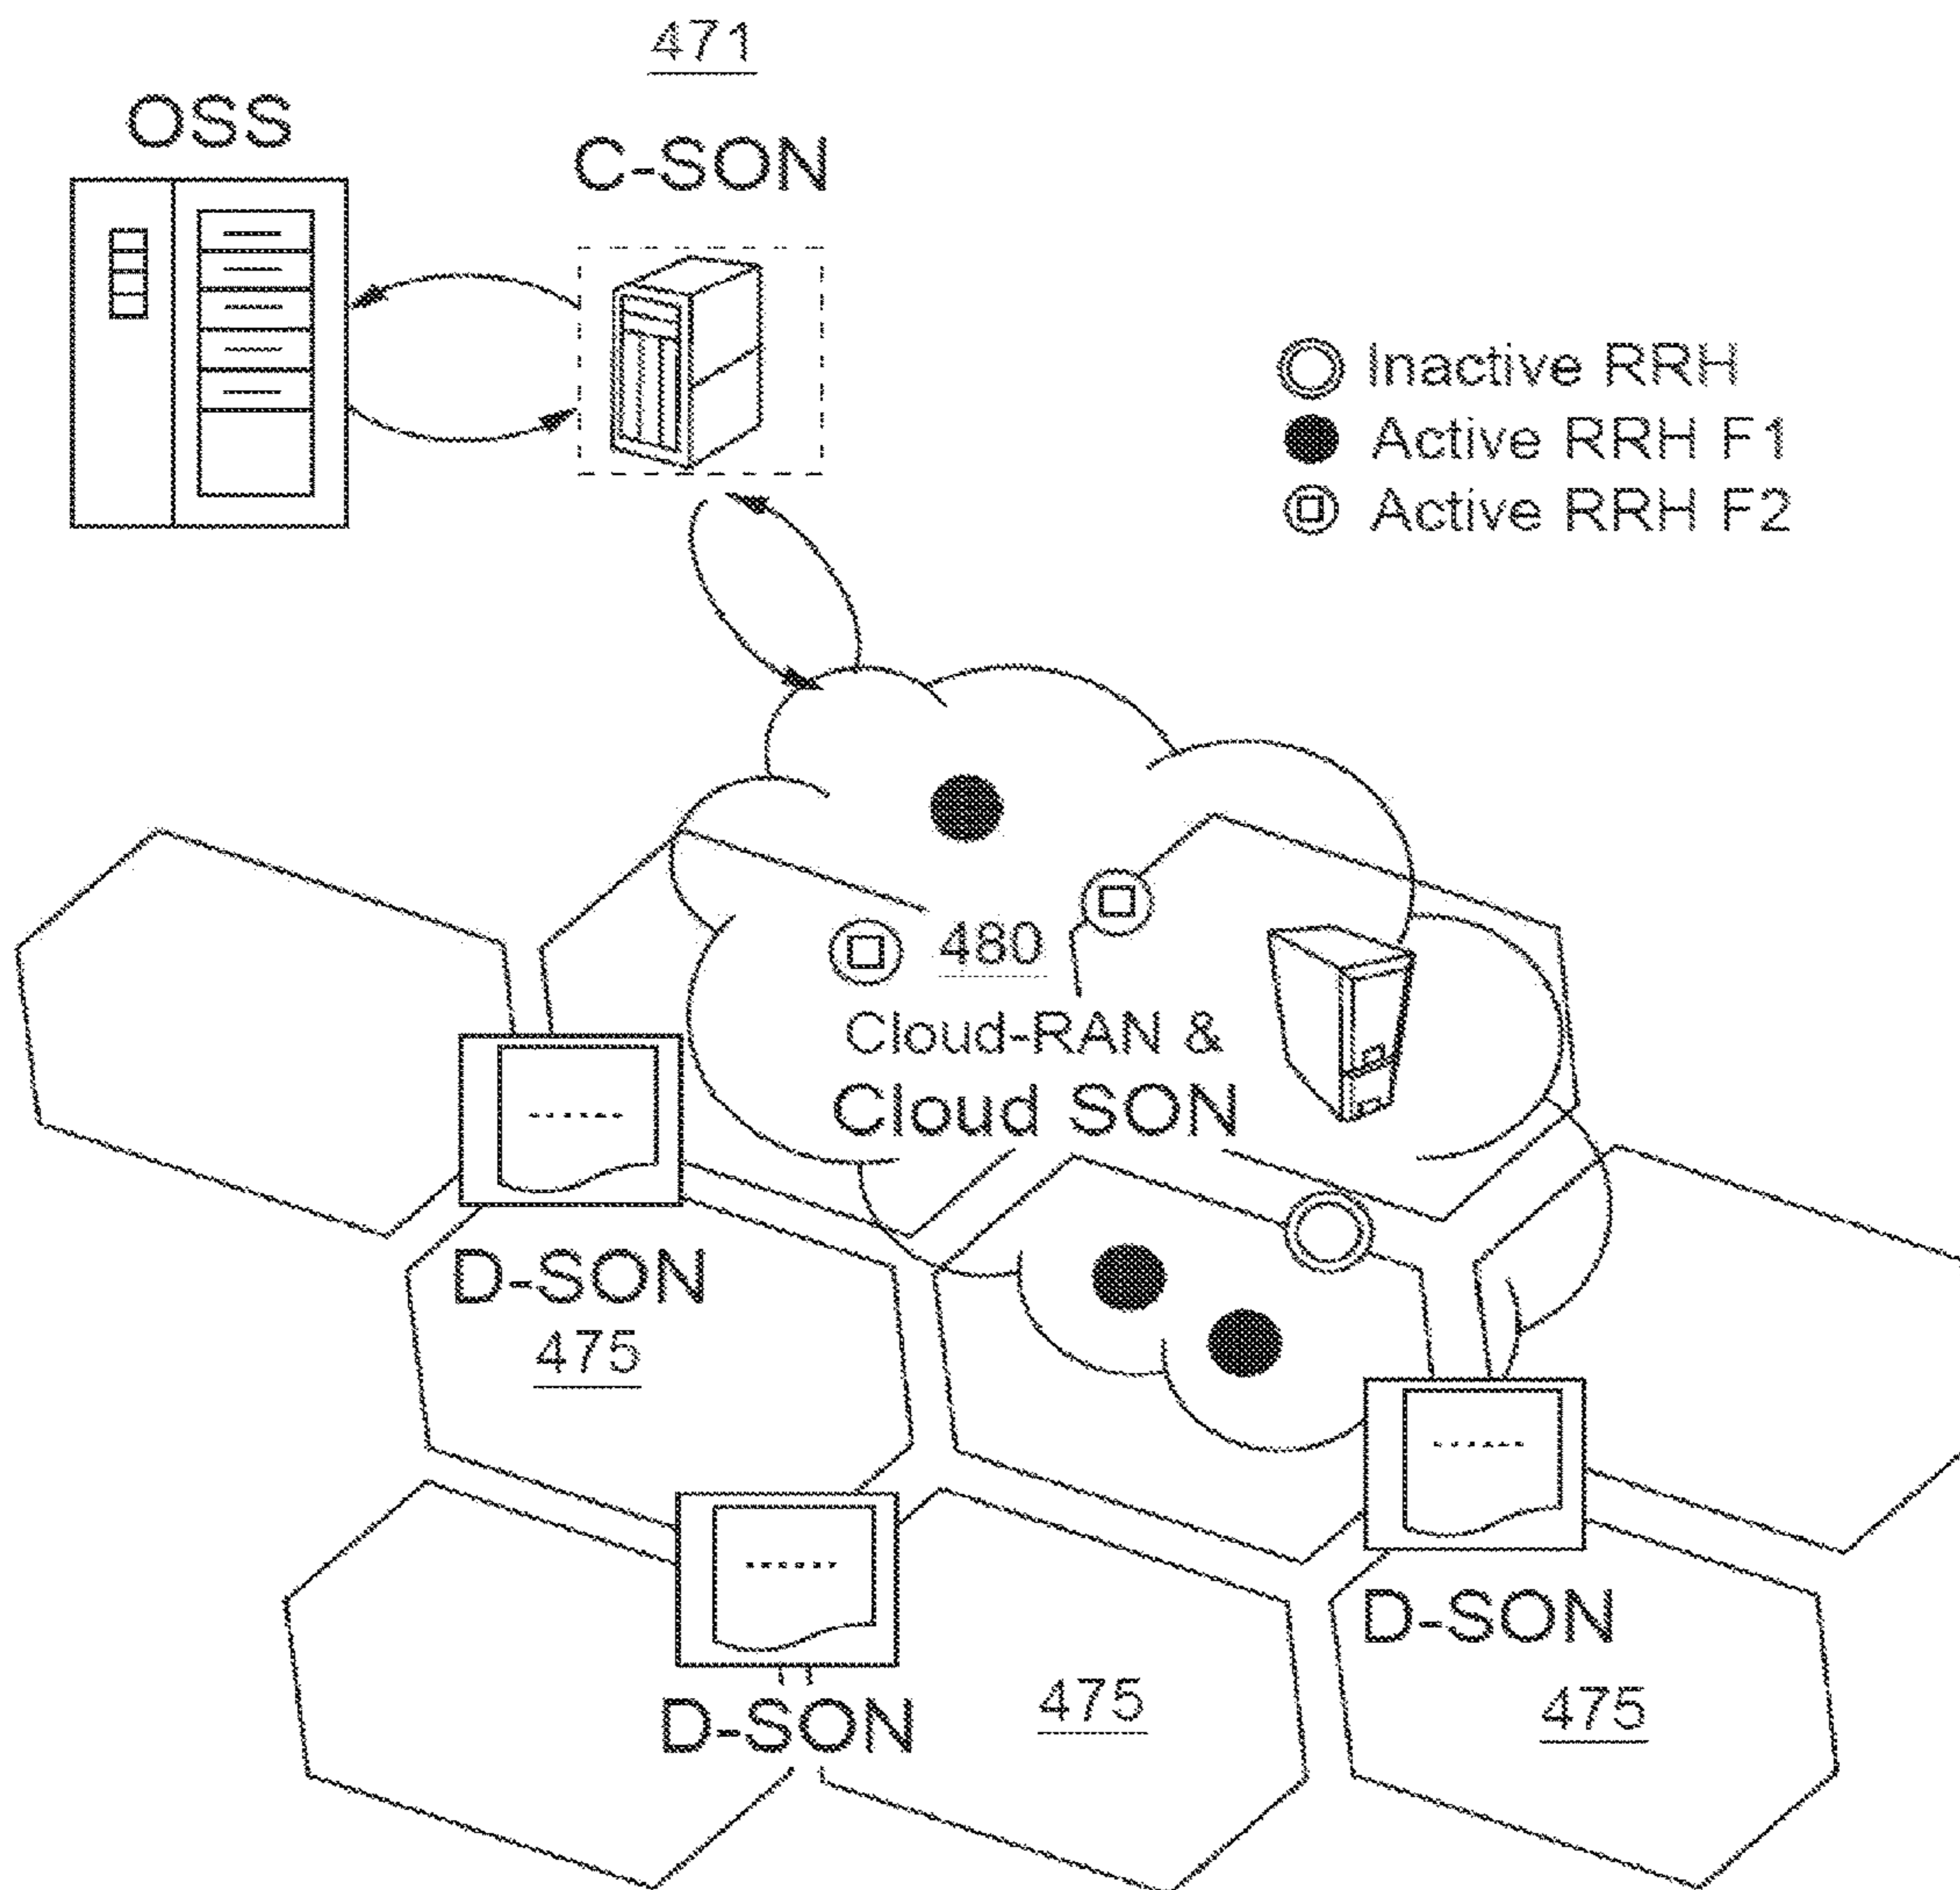 471
OSS
C-SON
Inactive RRH
Active RRH F1
Active RRH F2
480
Cloud-RAN &
Cloud SON
D-SON
475
D-SON
475
D-SON
475